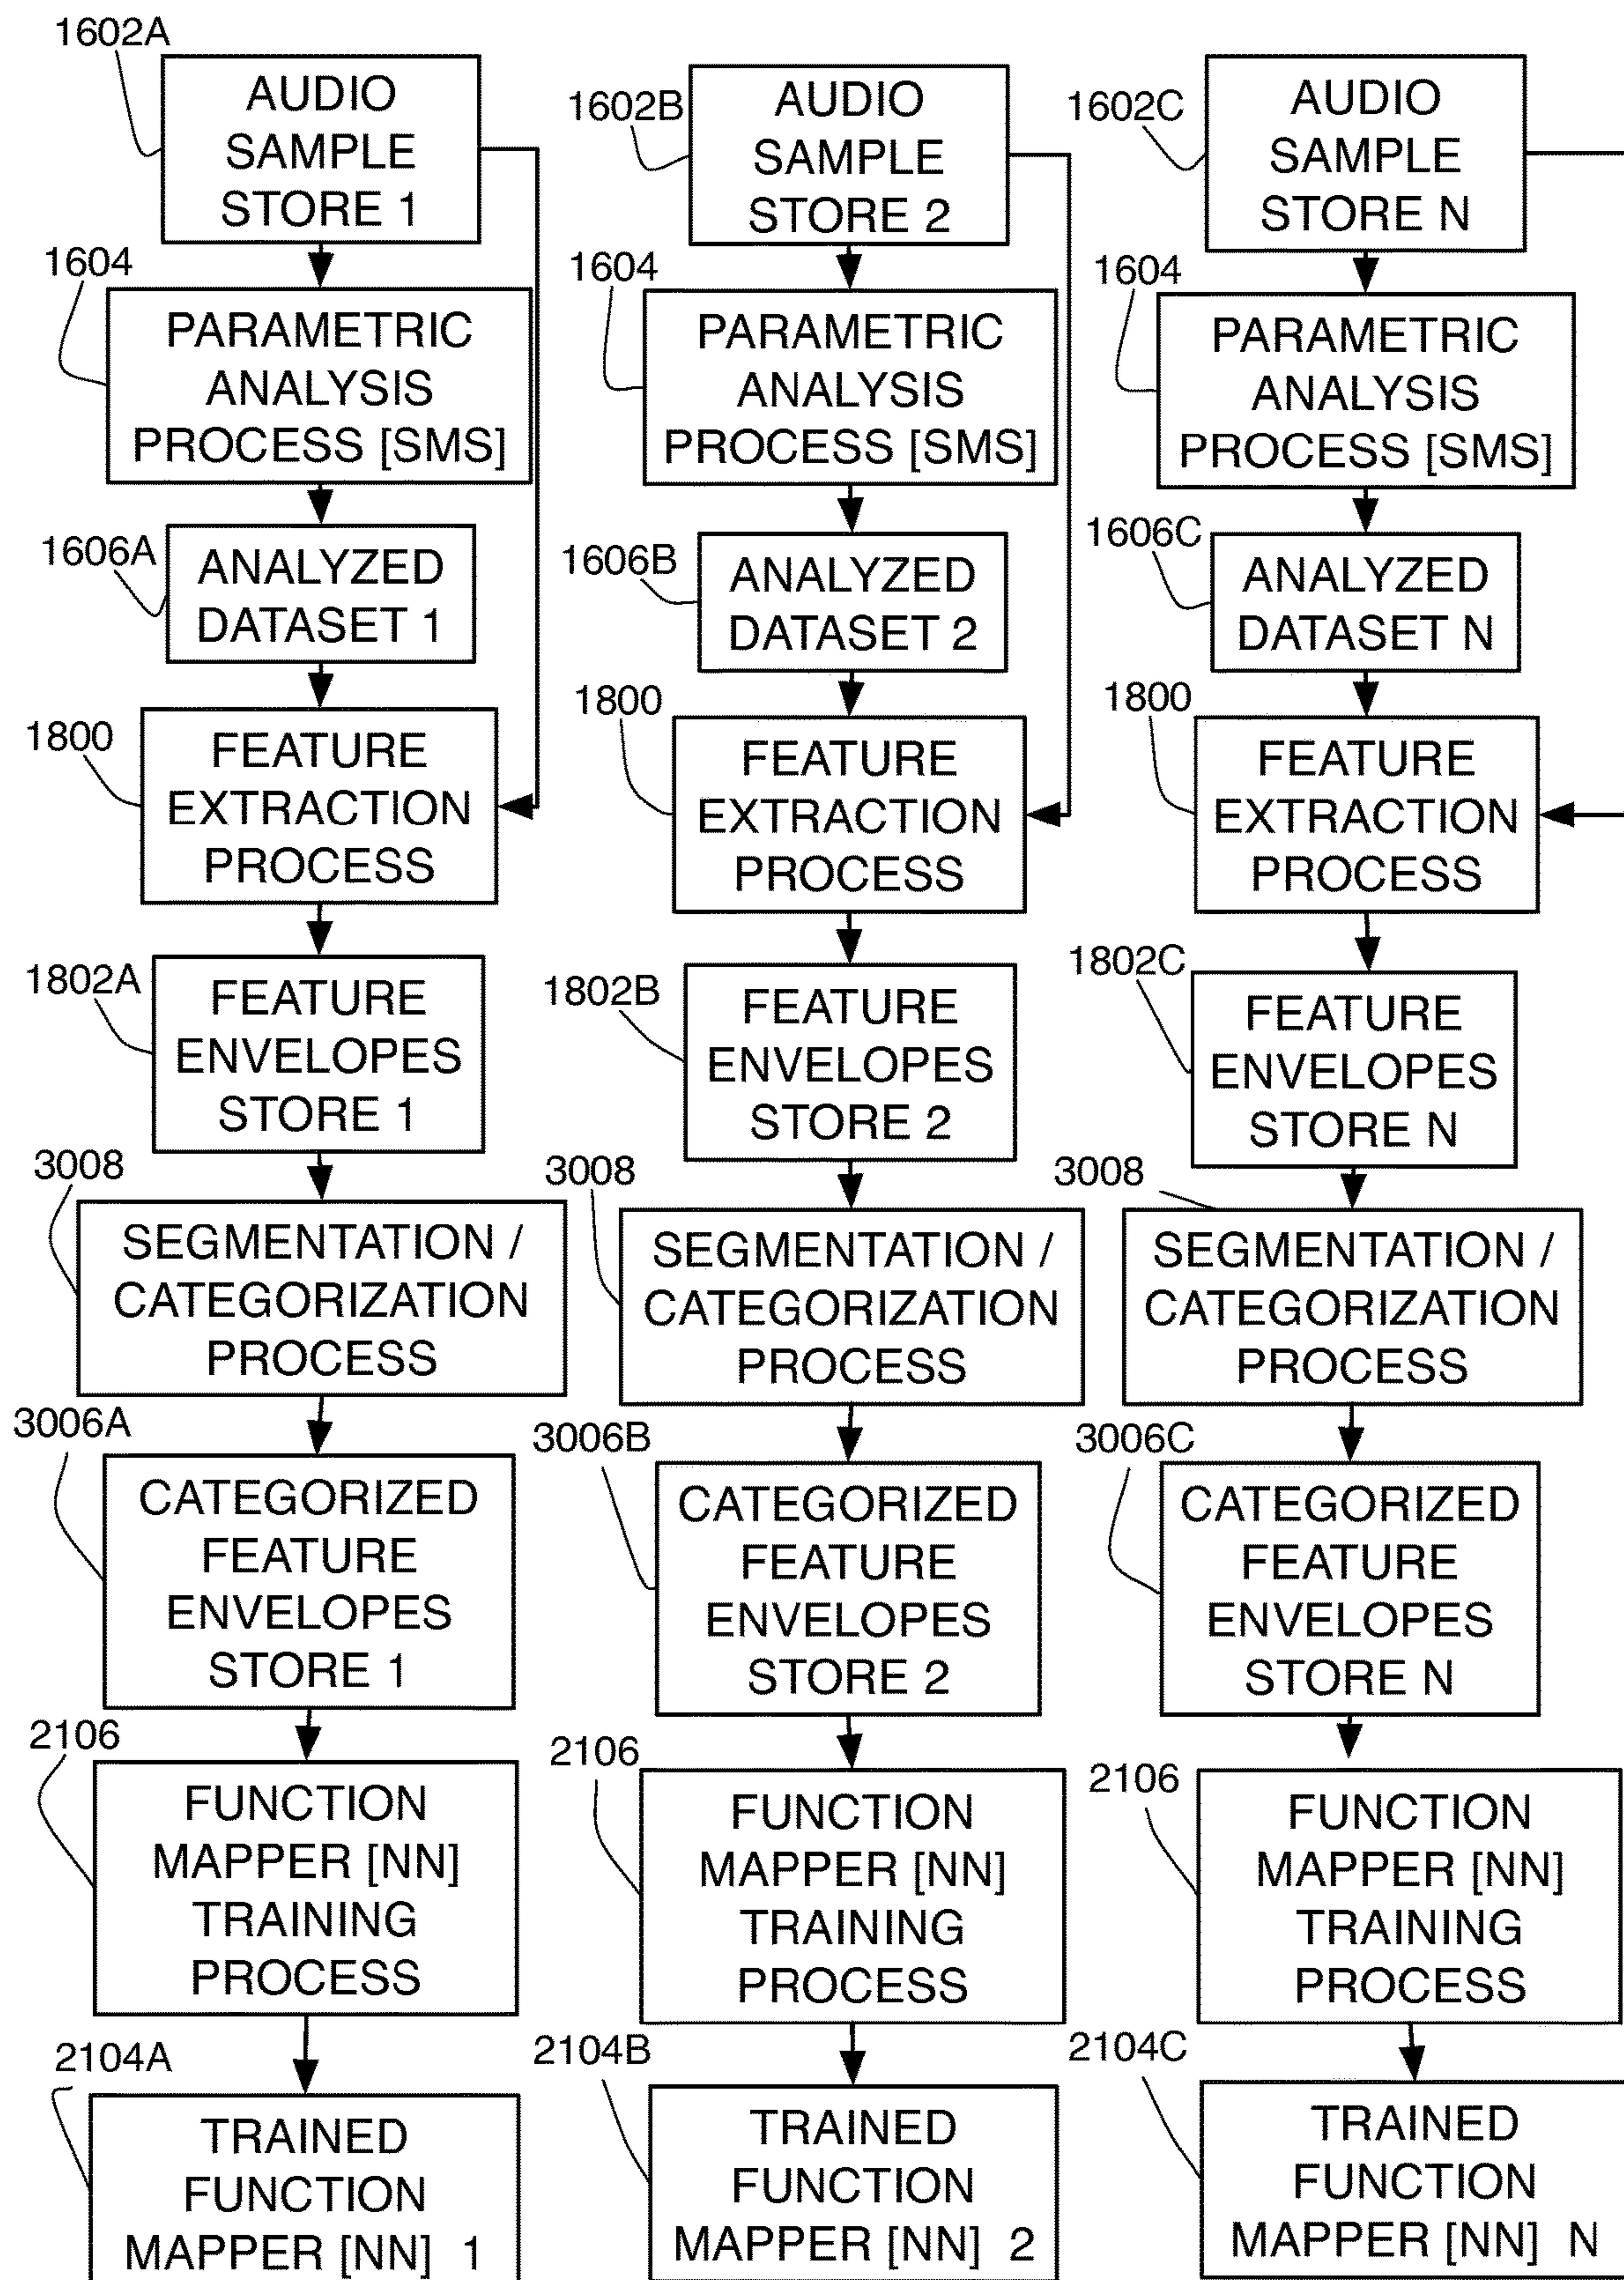 1602A
AUDIO
SAMPLE
STORE 1
1604
PARAMETRIC
ANALYSIS
PROCESS [SMS]
1606A
ANALYZED
DATASET 1
1800
FEATURE
EXTRACTION
PROCESS
1802A
FEATURE
ENVELOPES
STORE 1
3008
SEGMENTATION /
CATEGORIZATION
PROCESS
3006A
CATEGORIZED
FEATURE
ENVELOPES
STORE 1
2106
FUNCTION
MAPPER [NN]
TRAINING
PROCESS
2104A
TRAINED
FUNCTION
MAPPER [NN] 1
1602B
AUDIO
SAMPLE
STORE 2
1604
PARAMETRIC
ANALYSIS
PROCESS [SMS]
1606B
ANALYZED
DATASET 2
1800
FEATURE
EXTRACTION
PROCESS
1802B
FEATURE
ENVELOPES
STORE 2
3008
SEGMENTATION /
CATEGORIZATION
PROCESS
3006B
CATEGORIZED
FEATURE
ENVELOPES
STORE 2
2106
FUNCTION
MAPPER [NN]
TRAINING
PROCESS
2104B
TRAINED
FUNCTION
MAPPER [NN] 2
1602C
AUDIO
SAMPLE
STORE N
1604
PARAMETRIC
ANALYSIS
PROCESS [SMS]
1606C
ANALYZED
DATASET N
1800
FEATURE
EXTRACTION
PROCESS
1802C
FEATURE
ENVELOPES
STORE N
3008
SEGMENTATION /
CATEGORIZATION
PROCESS
3006C
CATEGORIZED
FEATURE
ENVELOPES
STORE N
2106
FUNCTION
MAPPER [NN]
TRAINING
PROCESS
2104C
TRAINED
FUNCTION
MAPPER [NN] N